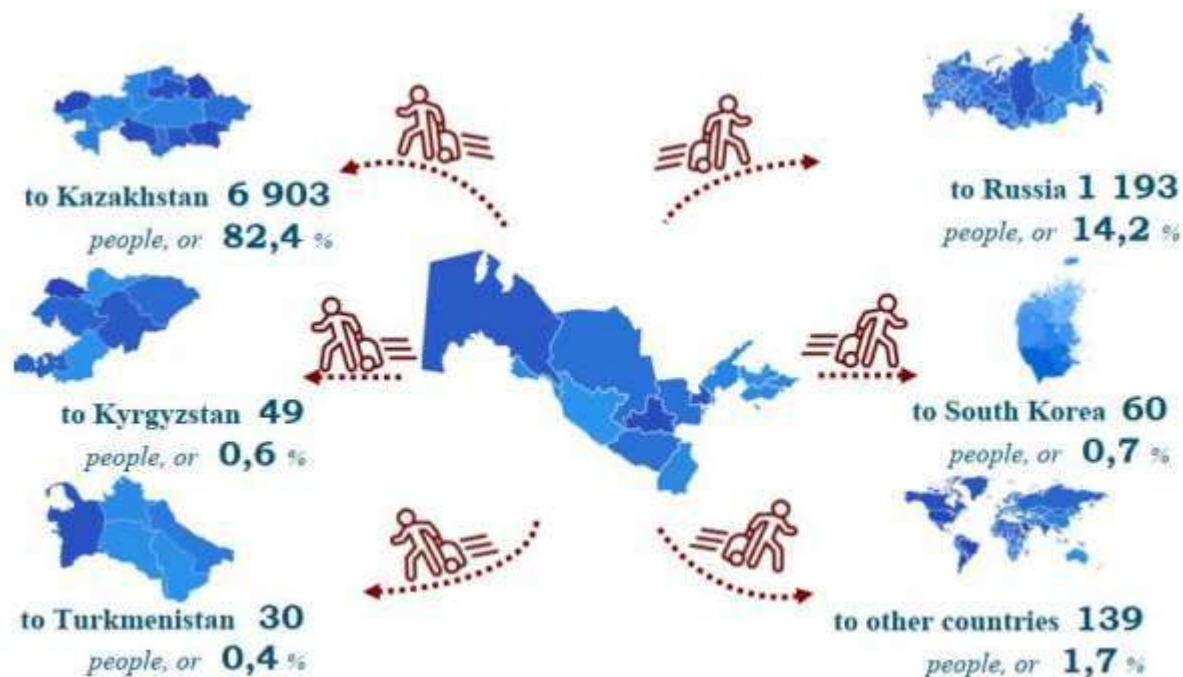 to Kazakhstan 6 903
people, or 82,4 %
to Russia 1 193
people, or 14,2 %
to Kyrgyzstan 49
people, or 0,6 %
to South Korea 60
people, or 0,7 %
to Turkmenistan 30
people, or 0,4 %
to other countries 139
people, or 1,7 %